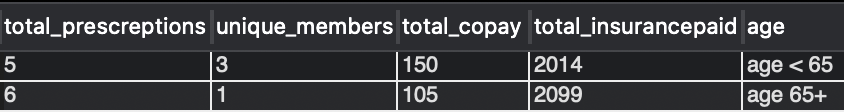 total_prescreptions unique_members total_copay total_insurancepaid age
5 3 150 2014 age < 65
6 1 105 2099 age 65+